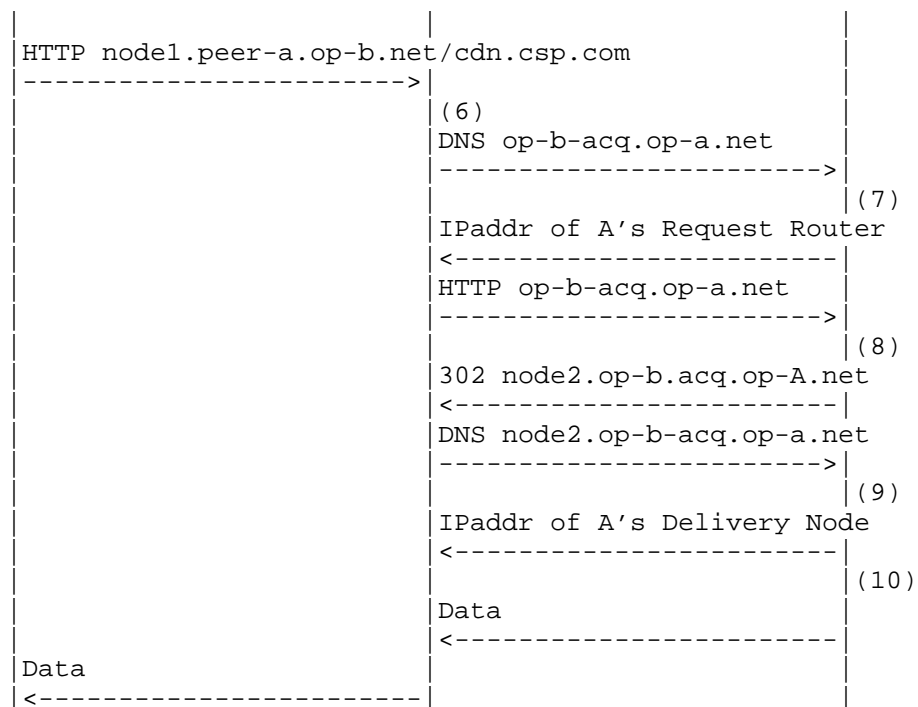 HTTP node1.peer-a.op-b.net/cdn.csp.com
(6)
DNS op-b-acq.op-a.net
(7)
IPaddr of A's Request Router
HTTP op-b-acq.op-a.net
(8)
302 node2.op-b.acq.op-A.net
DNS node2.op-b-acq.op-a.net
(9)
IPaddr of A's Delivery Node
(10)
Data
Data